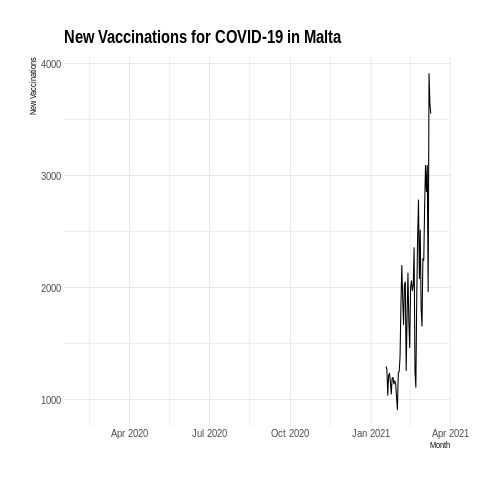 New Vaccinations for COVID-19 in Malta
New Vaccinations
4000
3000
2000
1000
Apr 2020 Jul 2020 Oct 2020 Jan 2021 Apr 2021
Month